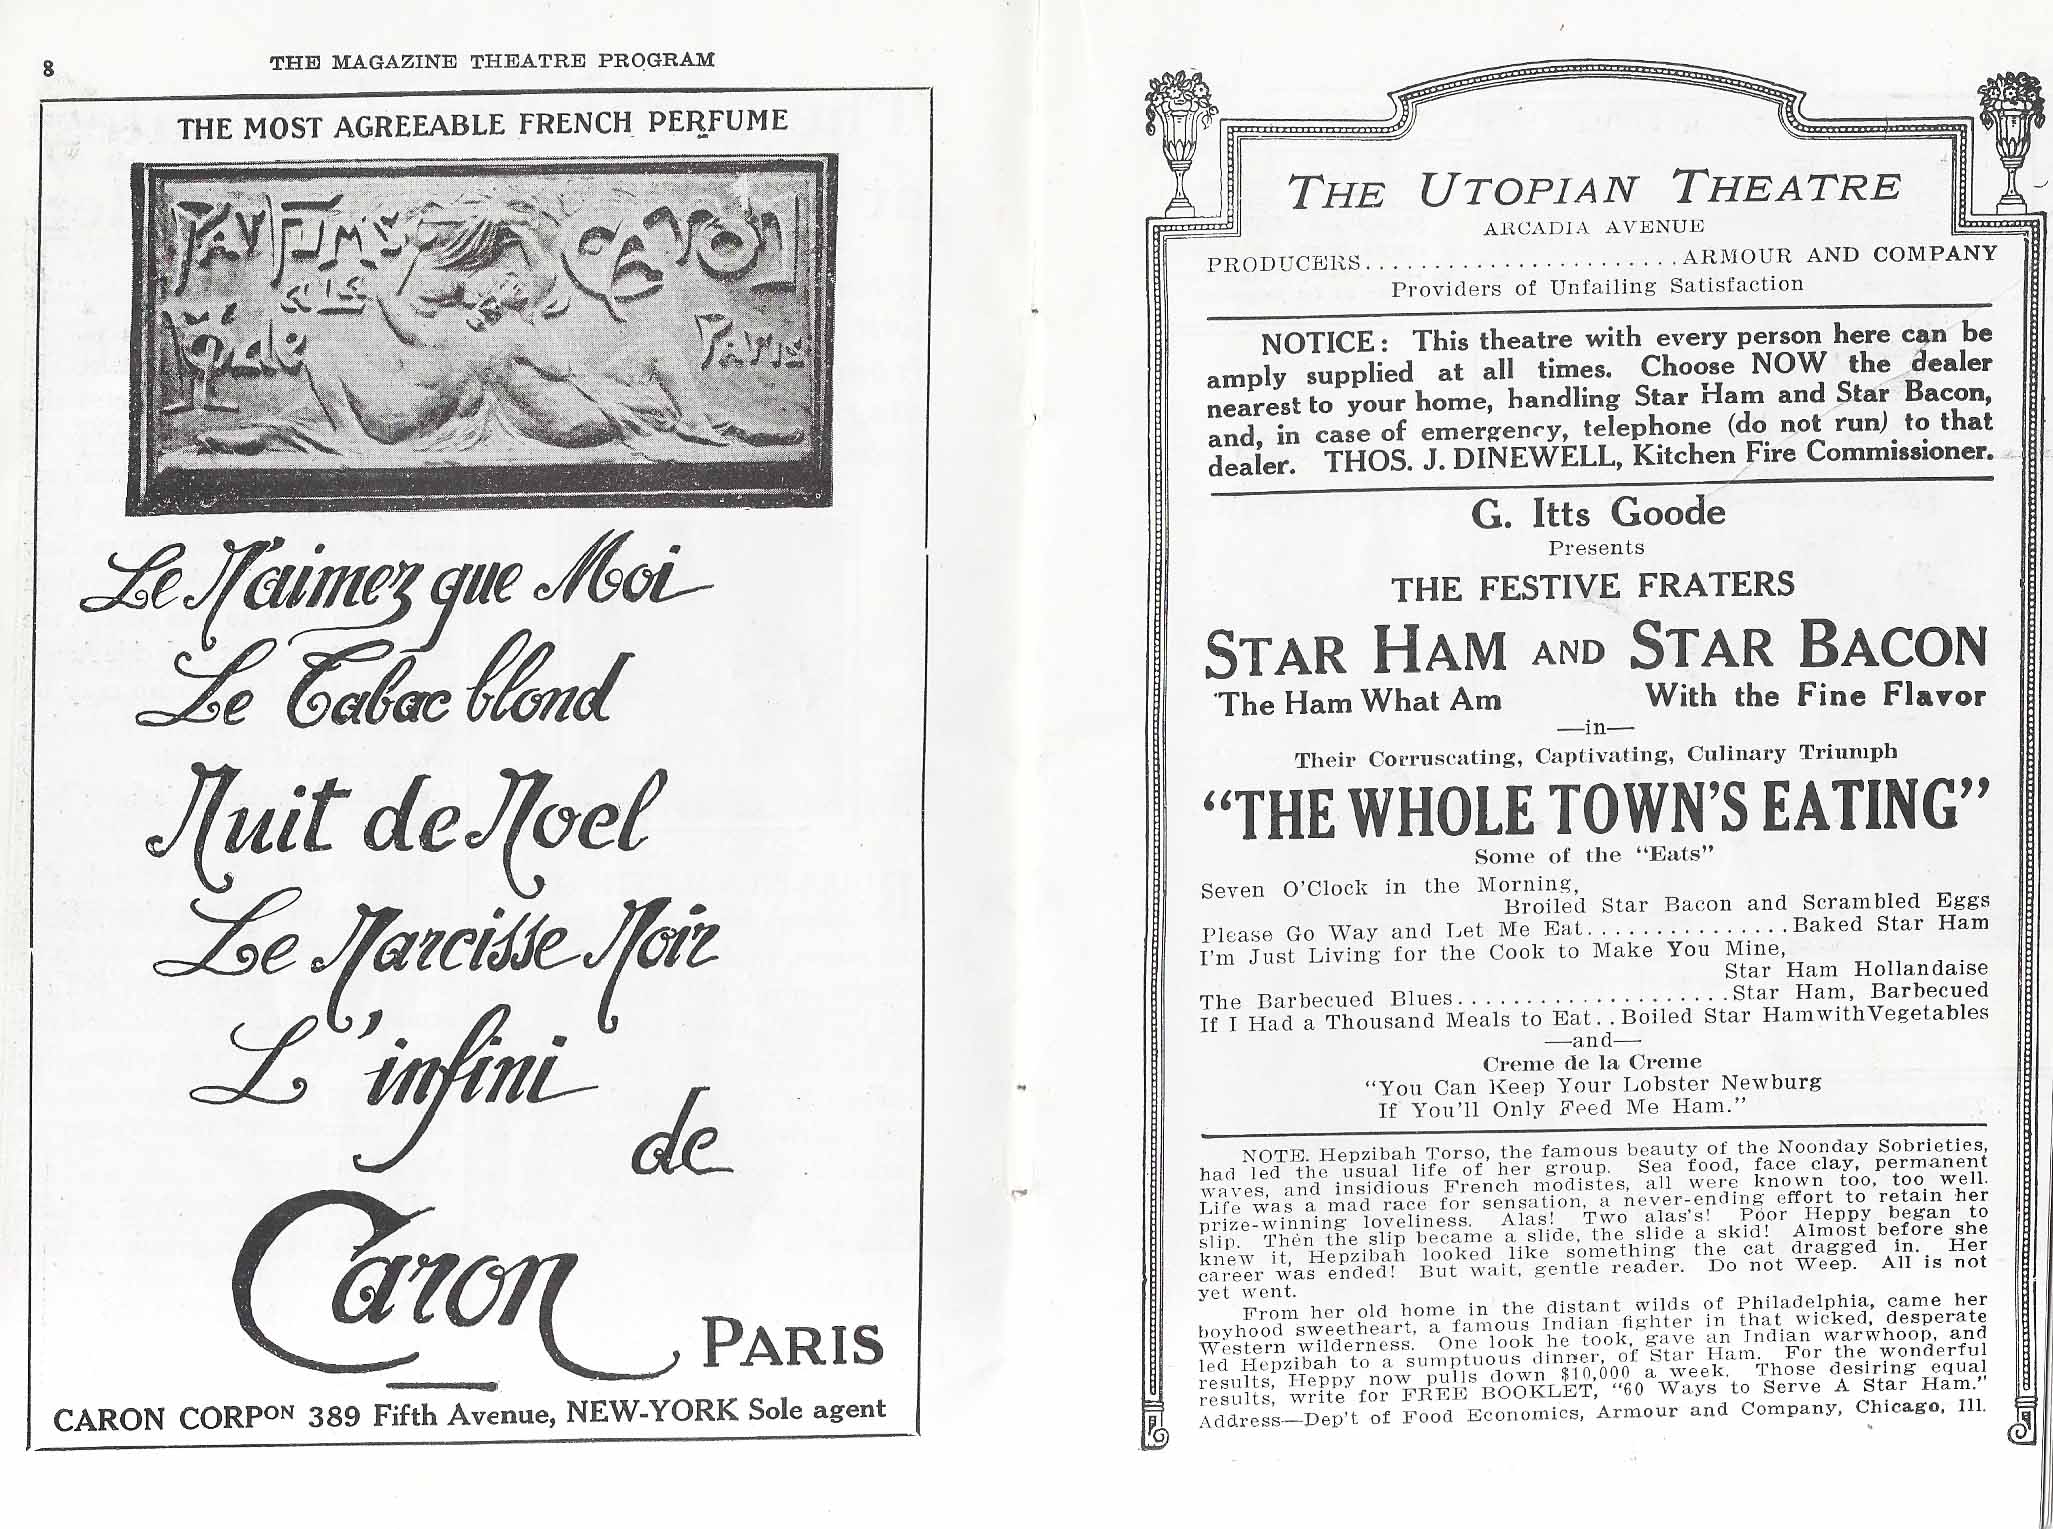 8
THE MAGAZINE THEATRE PROGRAM
THE MOST AGREEABLE FRENCH PERFUME
Parfums CARON
Paris
Le N'aimez que Moi
Le Tabac blond
Nuit de Noel
Le Narcisse Noir
L'infini
de
Caron
PARIS
CARON CORPON 389 Fifth Avenue, NEW-YORK Sole agent
THE UTOPIAN THEATRE
ARCADIA AVENUE
PRODUCERS.......................ARMOUR AND COMPANY
Providers of Unfailing Satisfaction
NOTICE: This theatre with every person here can be
amply supplied at all times. Choose NOW the dealer
nearest to your home, handling Star Ham and Star Bacon,
and, in case of emergency, telephone (do not run) to that
dealer. THOS. J. DINEWELL, Kitchen Fire Commissioner.
G. Itts Goode
Presents
THE FESTIVE FRATERS
STAR HAM AND STAR BACON
The Ham What Am With the Fine Flavor
—in—
Their Corruscating, Captivating, Culinary Triumph
"THE WHOLE TOWN'S EATING"
Some of the "Eats"
Seven O'Clock in the Morning,
Broiled Star Bacon and Scrambled Eggs
Please Go Way and Let Me Eat...............Baked Star Ham
I'm Just Living for the Cook to Make You Mine,
Star Ham Hollandaise
The Barbecued Blues....................Star Ham, Barbecued
If I Had a Thousand Meals to Eat..Boiled Star HamwithVegetables
—and—
Creme de la Creme
"You Can Keep Your Lobster Newburg
If You'll Only Feed Me Ham."
NOTE. Hepzibah Torso, the famous beauty of the Noonday Sobrieties,
had led the usual life of her group. Sea food, face clay, permanent
waves, and insidious French modistes, all were known too, too well.
Life was a mad race for sensation, a never-ending effort to retain her
prize-winning loveliness. Alas! Two alas's! Poor Heppy began to
slip. Then the slip became a slide, the slide a skid! Almost before she
knew it, Hepzibah looked like something the cat dragged in. Her
career was ended! But wait, gentle reader. Do not Weep. All is not
yet went.
From her old home in the distant wilds of Philadelphia, came her
boyhood sweetheart, a famous Indian fighter in that wicked, desperate
Western wilderness. One look he took, gave an Indian warwhoop, and
led Hepzibah to a sumptuous dinner, of Star Ham. For the wonderful
results, Heppy now pulls down $10,000 a week. Those desiring equal
results, write for FREE BOOKLET, "60 Ways to Serve A Star Ham."
Address—Dep't of Food Economics, Armour and Company, Chicago, Ill.